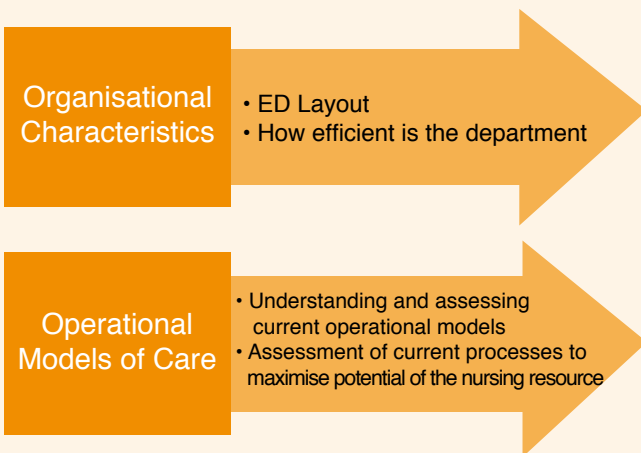 Organisational
Characteristics
• ED Layout
• How efficient is the department
Operational
Models of Care
• Understanding and assessing
current operational models
• Assessment of current processes to
maximise potential of the nursing resource